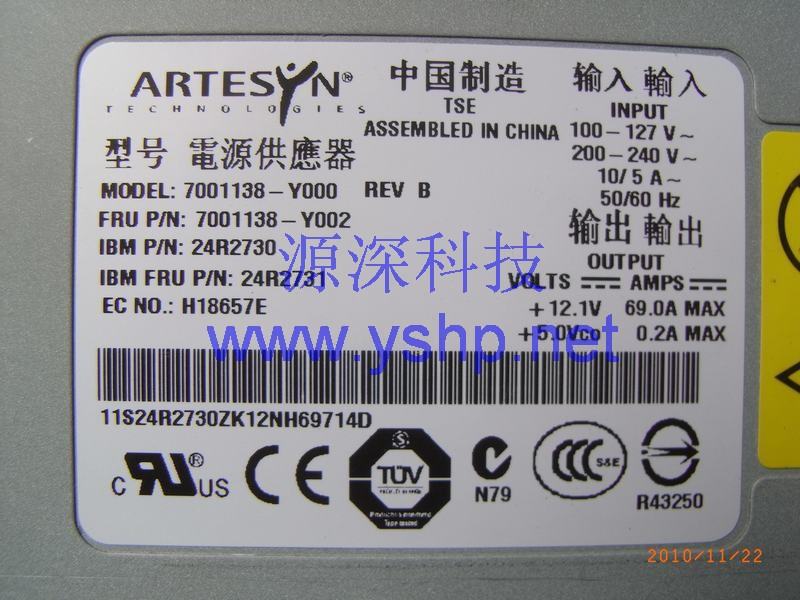 ARTESYN®
TECHNOLOGIES
中国制造
TSE
ASSEMBLED IN CHINA
输入 輸入
INPUT
100-127 V~
200-240 V~
10/ 5 A~
50/60 Hz
型号 電源供應器
MODEL: 7001138-Y000 REV B
FRU P/N: 7001138-Y002
IBM P/N: 24R2730
IBM FRU P/N: 24R2731
EC NO.: H18657E
输出 輸出
OUTPUT
VOLTS AMPS
+12.1V 69.0A MAX
+5.0Vco 0.2A MAX
源深科技
www.yshp.net
11S24R2730ZK12NH69714D
c RU ® US
CE
S
TÜV
N79
CCC S&E
R43250
2010/11/22